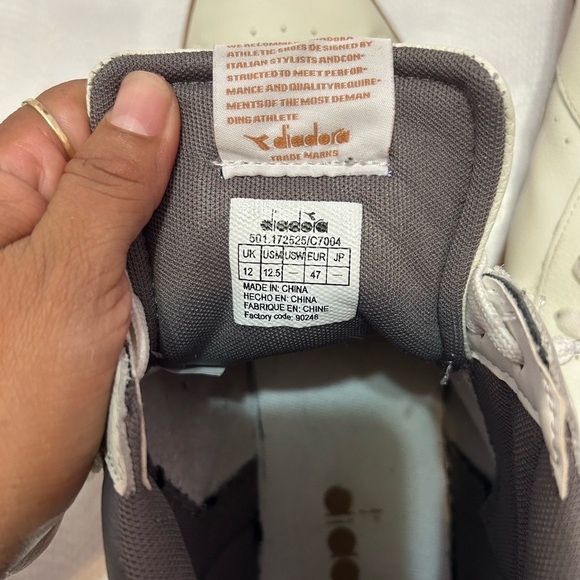 WE RECOMMEND DIADORA
ATHLETIC SHOES DESIGNED BY
ITALIAN STYLISTS AND CON-
STRUCTED TO MEET PERFOR-
MANCE AND QUALITY REQUIRE-
MENTS OF THE MOST DEMAN
DING ATHLETE
diadora
TRADE MARKS
diadora
501.172525/C7004
UK USM USW EUR JP
12 12.5 — 47 —
MADE IN: CHINA
HECHO EN: CHINA
FABRIQUE EN: CHINE
Factory code: 90248